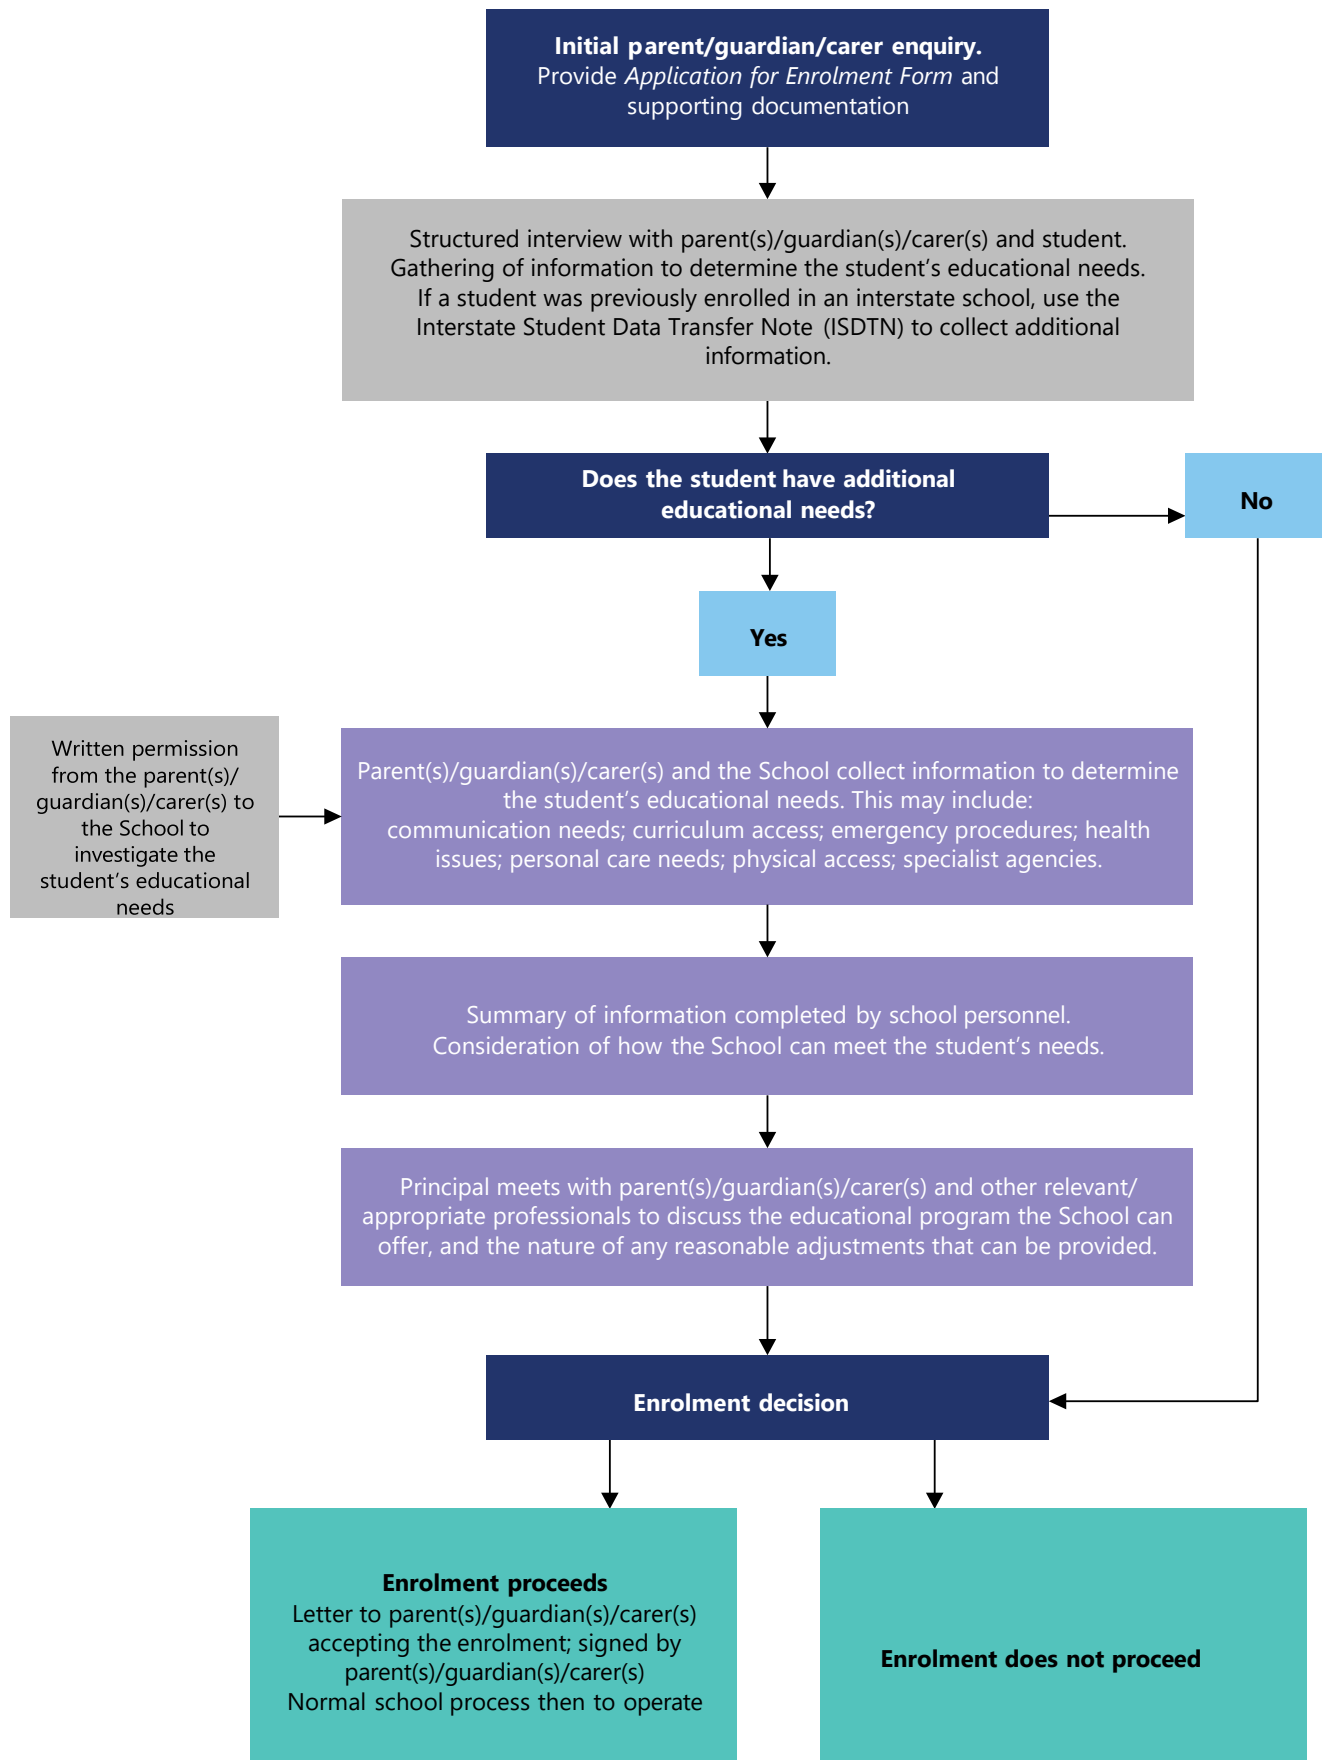 Initial parent/guardian/carer enquiry.
Provide Application for Enrolment Form and
supporting documentation
Structured interview with parent(s)/guardian(s)/carer(s) and student.
Gathering of information to determine the student’s educational needs.
If a student was previously enrolled in an interstate school, use the
Interstate Student Data Transfer Note (ISDTN) to collect additional
information.
Does the student have additional
educational needs?
No
Yes
Written permission
from the parent(s)/
guardian(s)/carer(s) to
the School to
investigate the
student’s educational
needs
Parent(s)/guardian(s)/carer(s) and the School collect information to determine
the student’s educational needs. This may include:
communication needs; curriculum access; emergency procedures; health
issues; personal care needs; physical access; specialist agencies.
Summary of information completed by school personnel.
Consideration of how the School can meet the student’s needs.
Principal meets with parent(s)/guardian(s)/carer(s) and other relevant/
appropriate professionals to discuss the educational program the School can
offer, and the nature of any reasonable adjustments that can be provided.
Enrolment decision
Enrolment proceeds
Letter to parent(s)/guardian(s)/carer(s)
accepting the enrolment; signed by
parent(s)/guardian(s)/carer(s)
Normal school process then to operate
Enrolment does not proceed